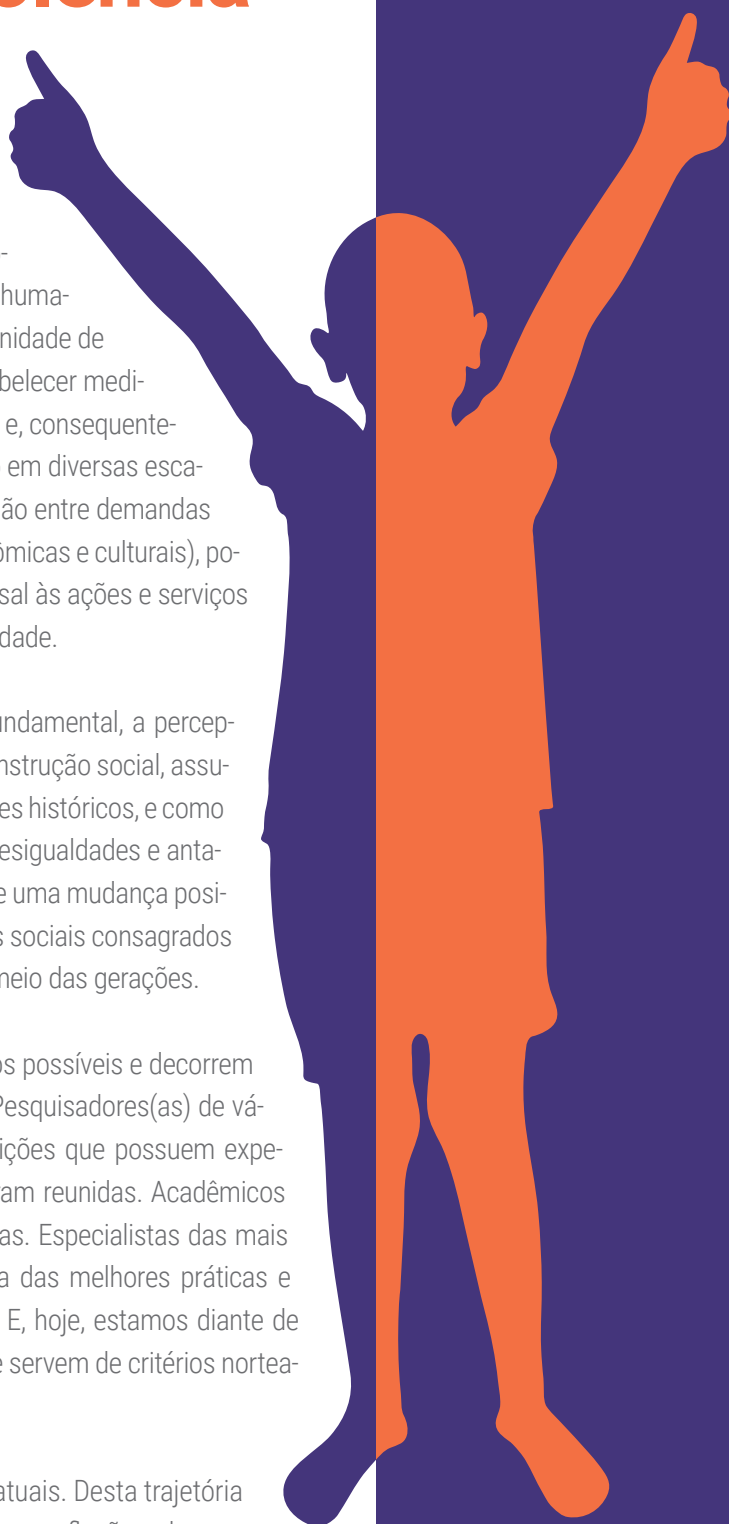 -
huma-
nidade de
belecer medi-
e, consequente-
em diversas esca-
ão entre demandas
ômicas e culturais), po-
sal às ações e serviços
dade.
undamental, a percep-
nstrução social, assu-
es históricos, e como
esigualdades e anta-
e uma mudança posi-
s sociais consagrados
neio das gerações.
os possíveis e decorrem
Pesquisadores(as) de vá-
ições que possuem expe-
ram reunidas. Acadêmicos
as. Especialistas das mais
a das melhores práticas e
E, hoje, estamos diante de
e servem de critérios nortea-
atuais. Desta trajetória